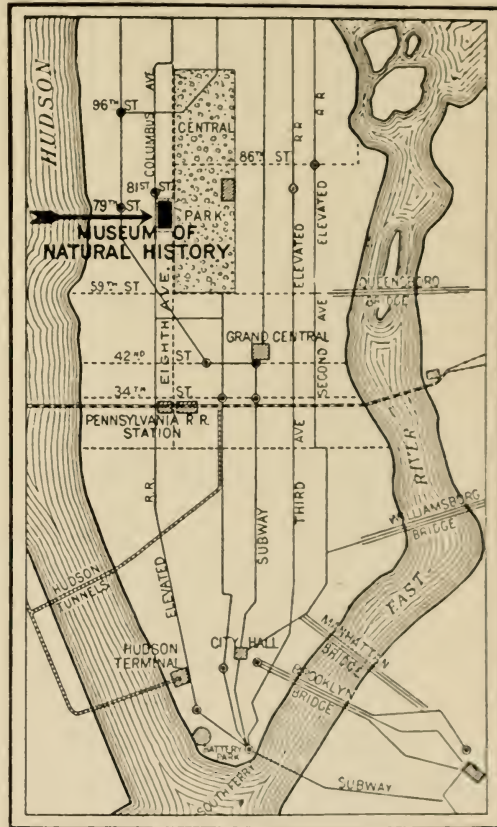 HUDSON
96TH ST
COLUMBUS AVE
CENTRAL
PARK
86TH ST
81ST ST
79TH ST
MUSEUM OF
NATURAL HISTORY
R R
R R
ELEVATED
ELEVATED
59TH ST
QUEENSBORO
BRIDGE
EIGHTH AVE
GRAND CENTRAL
SECOND AVE
42ND ST
34TH ST
PENNSYLVANIA R.R.
STATION
AVE
THIRD
SUBWAY
R.R.
ELEVATED
RIVER
EAST
WILLIAMSBORG
BRIDGE
HUDSON
TUNNELS
MANHATTAN
BRIDGE
HUDSON
TERMINAL
CITY HALL
BROOKLYN
BRIDGE
BATTERY
PARK
SOUTH FERRY
SUBWAY